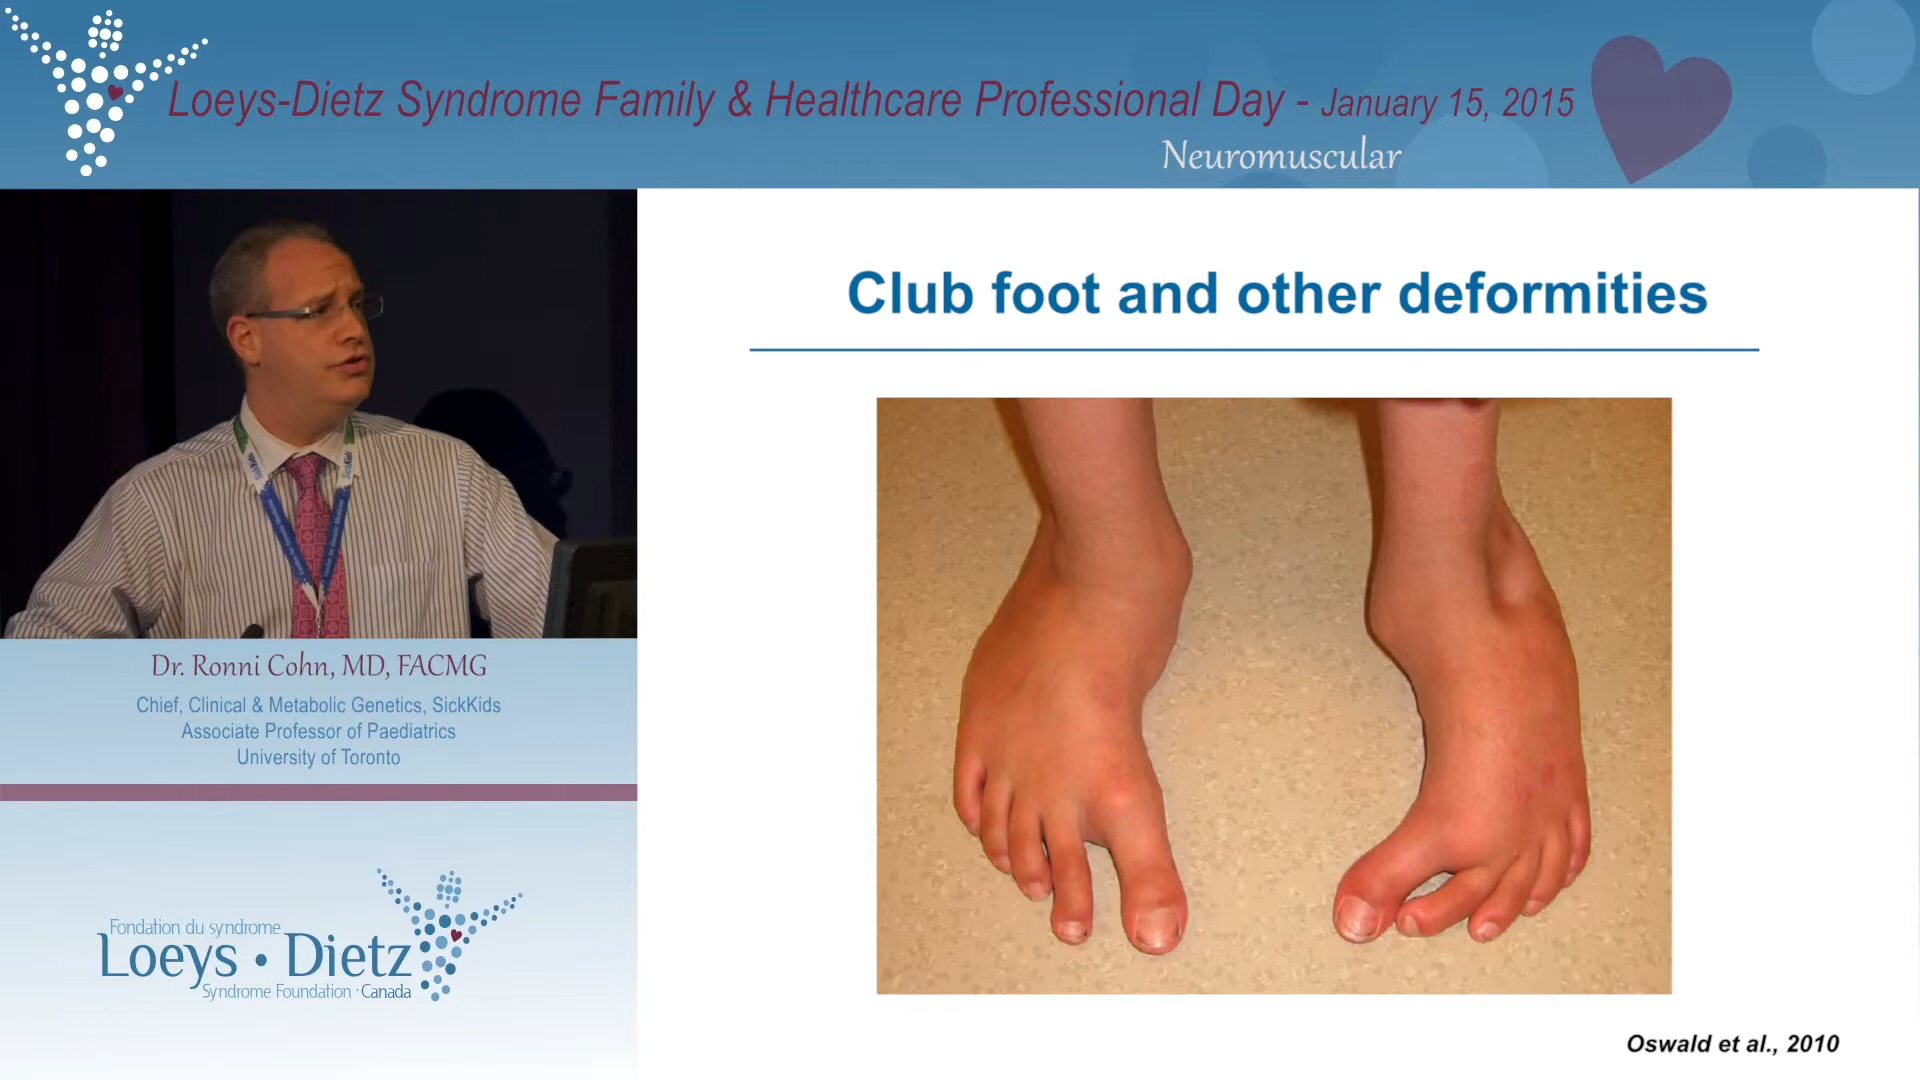 Loeys-Dietz Syndrome Family & Healthcare Professional Day - January 15, 2015
Neuromuscular
Club foot and other deformities
SickKids
SickKids
Dr. Ronni Cohn, MD, FACMG
Chief, Clinical & Metabolic Genetics, SickKids
Associate Professor of Paediatrics
University of Toronto
Fondation du syndrome
Loeys • Dietz
Syndrome Foundation · Canada
Oswald et al., 2010